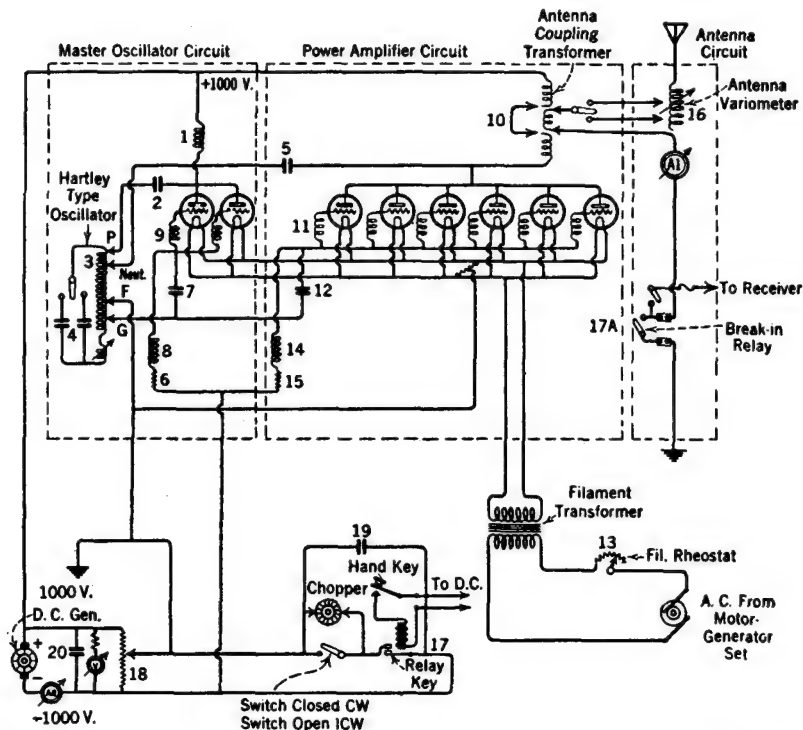 Antenna
Coupling
Transformer
Antenna
Circuit
Master Oscillator Circuit
Power Amplifier Circuit
+1000 V.
Antenna
Variometer
1
10
16
5
A1
Hartley
Type
Oscillator
2
P
9
11
3
Neut.
F
4
G
7
12
To Receiver
17A
Break-in
Relay
8
14
6
15
Filament
Transformer
19
13
Fil. Rheostat
Hand Key
To D.C.
Chopper
1000 V.
D. C. Gen.
A. C. From
Motor-
Generator
Set
+
20
V
18
17
Relay
Key
-
-1000 V.
Switch Closed CW
Switch Open ICW